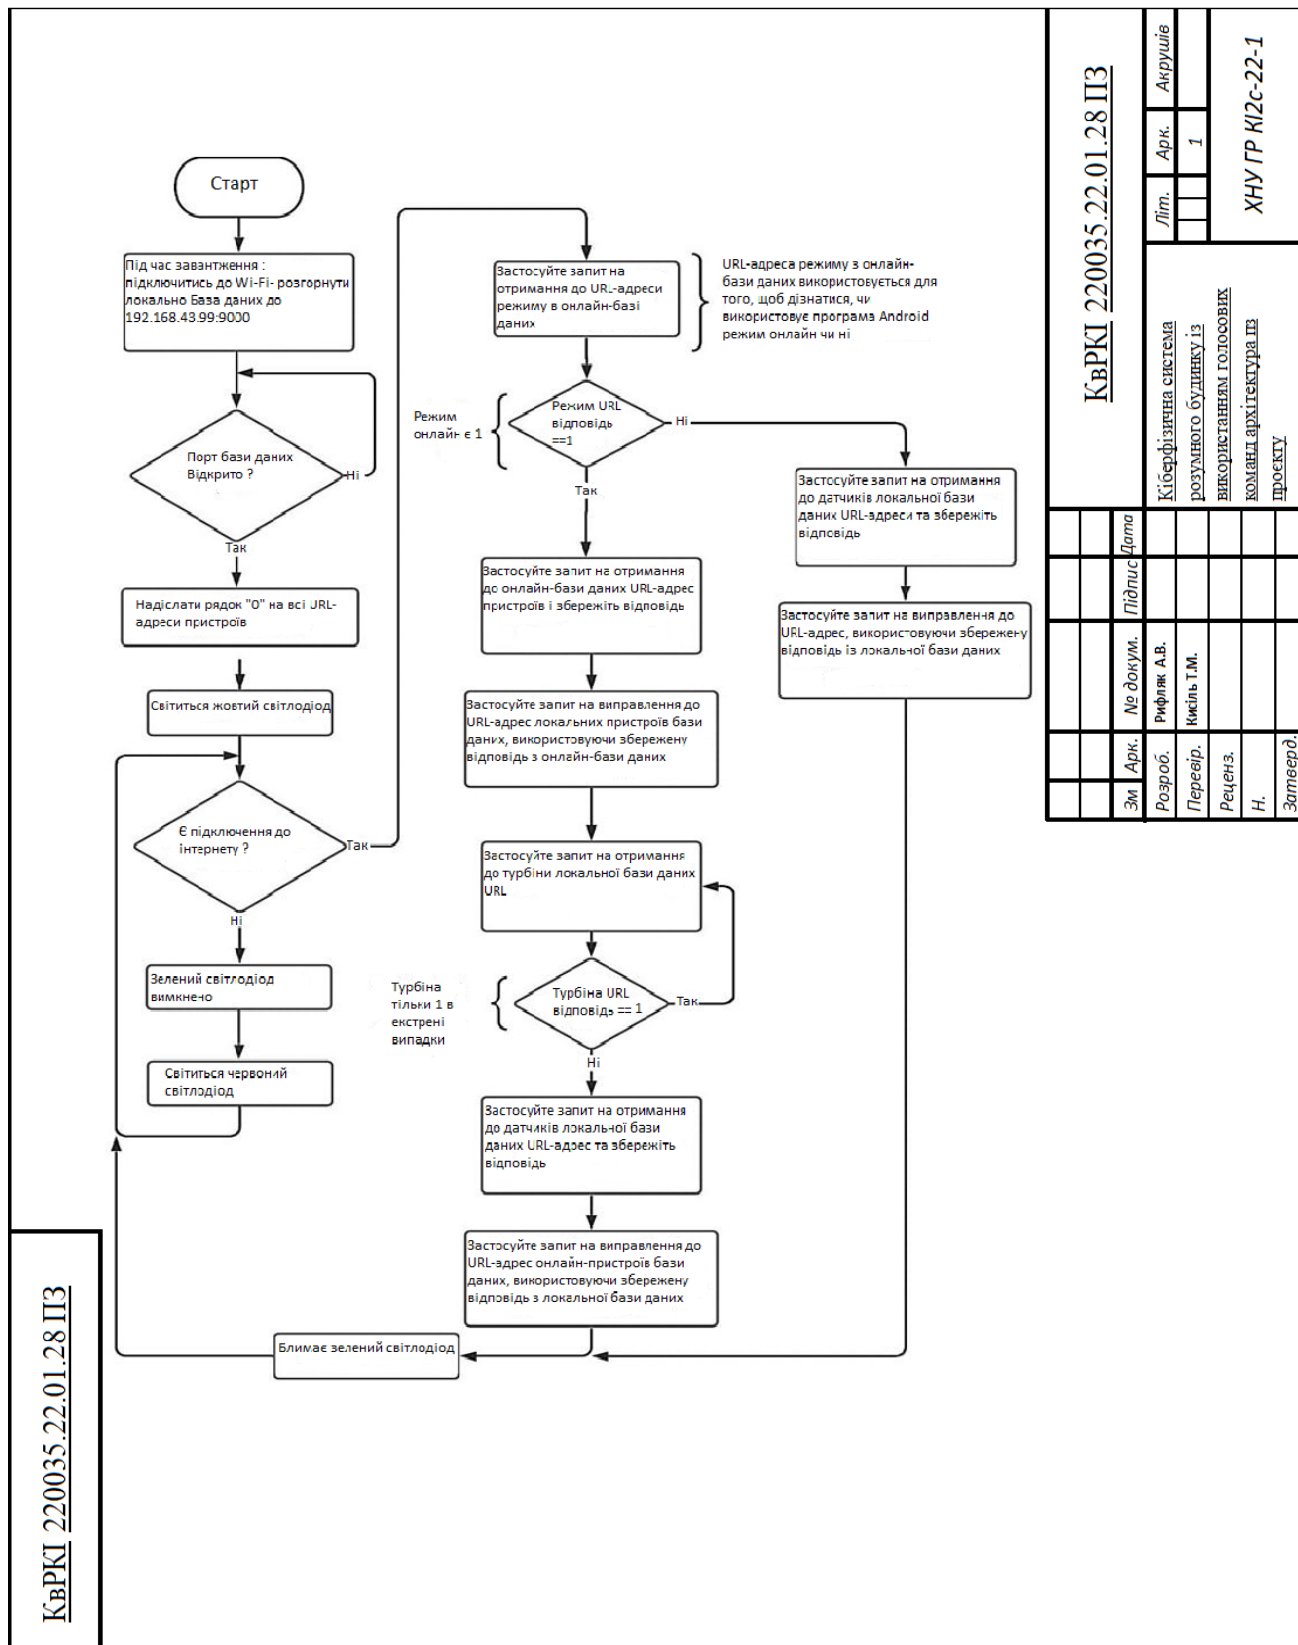 Старт
Під час завантження :
підключитись до Wi-Fi- розгорнути
локально База даних до
192.168.43.99:9000
Порт бази даних
Відкрито ?
Ні
Так
Надіслати рядок "0" на всі URL-
адреси пристроїв
Світиться жовтий світлодіод
Є підключення до
інтернету ?
Так
Ні
Зелений світлодіод
вимкнено
Світиться червоний
світлодіод
Застосуйте запит на
отримання до URL-адреси
режиму в онлайн-базі
даних
URL-адреса режиму з онлайн-
бази даних використовується для
того, щоб дізнатися, чи
використовує програма Android
режим онлайн чи ні
Режим
онлайн є 1
Режим URL
відповідь
==1
Ні
Так
Застосуйте запит на отримання
до датчиків локальної бази
даних URL-адреси та збережіть
відповідь
Застосуйте запит на виправлення до
URL-адрес, використовуючи збережену
відповідь із локальної бази даних
Застосуйте запит на отримання
до онлайн-бази даних URL-адрес
пристроїв і збережіть відповідь
Застосуйте запит на виправлення до
URL-адрес локальних пристроїв бази
даних, використовуючи збережену
відповідь з онлайн-бази даних
Застосуйте запит на отримання
до турбіни локальної бази даних
URL
Турбіна
тільки 1 в
екстрені
випадки
Турбіна URL
відповідь == 1
Так
Ні
Застосуйте запит на отримання
до датчиків локальної бази
даних URL-адрес та збережіть
відповідь
Застосуйте запит на виправлення до
URL-адрес онлайн-пристроїв бази
даних, використовуючи збережену
відповідь з локальної бази даних
Блимає зелений світлодіод
КвРКІ 220035.22.01.28 ПЗ
КвРКІ 220035.22.01.28 ПЗ
Зм Арк. № докум. Підпис Дата
Розроб. Рифляк А.В.
Перевір. Кисіль Т.М.
Реценз.
Н.
Затверд.
Кіберфізична система
розумного будинку із
використанням голосових
команд архітектура пз
проєкту
Літ. Арк. Акрушів
1
ХНУ ГР КІ2с-22-1